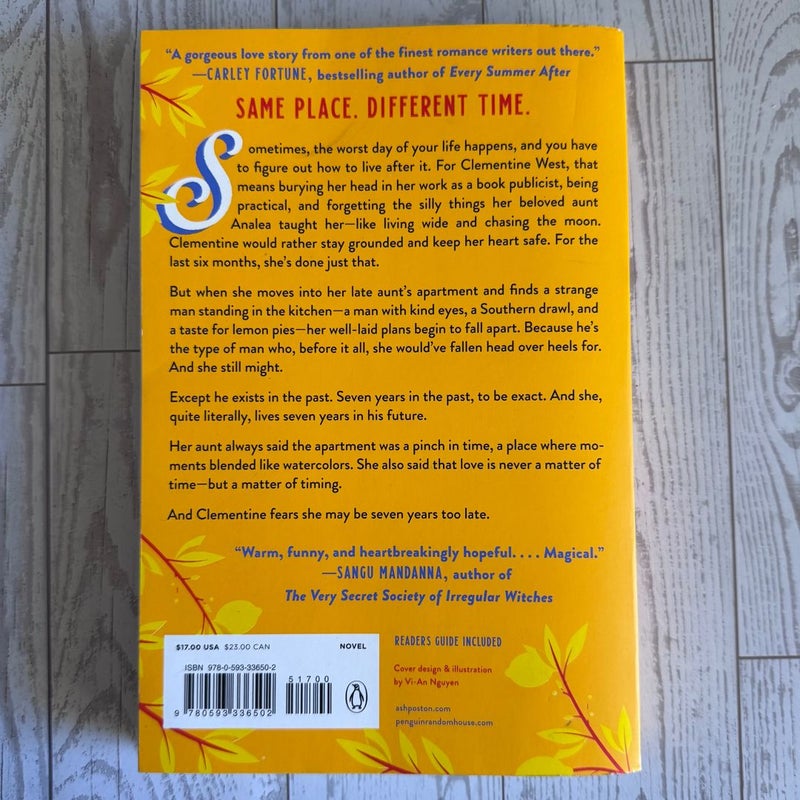 “A gorgeous love story from one of the finest romance writers out there.”
—CARLEY FORTUNE, bestselling author of Every Summer After
SAME PLACE. DIFFERENT TIME.
Sometimes, the worst day of your life happens, and you have
to figure out how to live after it. For Clementine West, that
means burying her head in her work as a book publicist, being
practical, and forgetting the silly things her beloved aunt
Analea taught her—like living wide and chasing the moon.
Clementine would rather stay grounded and keep her heart safe. For the
last six months, she’s done just that.
But when she moves into her late aunt’s apartment and finds a strange
man standing in the kitchen—a man with kind eyes, a Southern drawl, and
a taste for lemon pies—her well-laid plans begin to fall apart. Because he’s
the type of man who, before it all, she would’ve fallen head over heels for.
And she still might.
Except he exists in the past. Seven years in the past, to be exact. And she,
quite literally, lives seven years in his future.
Her aunt always said the apartment was a pinch in time, a place where mo-
ments blended like watercolors. She also said that love is never a matter of
time—but a matter of timing.
And Clementine fears she may be seven years too late.
“Warm, funny, and heartbreakingly hopeful. . . . Magical.”
—SANGU MANDANNA, author of
The Very Secret Society of Irregular Witches
$17.00 USA $23.00 CAN NOVEL
ISBN 978-0-593-33650-2
51700
9 780593 336502
READERS GUIDE INCLUDED
Cover design & illustration
by Vi-An Nguyen
ashposton.com
penguinrandomhouse.com